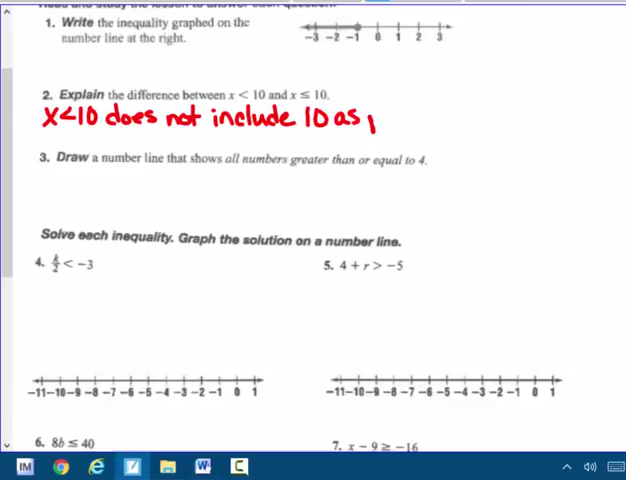 1. Write the inequality graphed on the
number line at the right.
-3 -2 -1 0 1 2 3
2. Explain the difference between x < 10 and x ≤ 10.
x<10 does not include 10 as
3. Draw a number line that shows all numbers greater than or equal to 4.
Solve each inequality. Graph the solution on a number line.
4. k/2 < -3
5. 4 + r > -5
-11 -10 -9 -8 -7 -6 -5 -4 -3 -2 -1 0 1
-11 -10 -9 -8 -7 -6 -5 -4 -3 -2 -1 0 1
6. 8b ≤ 40
7. x - 9 ≥ -16
IM